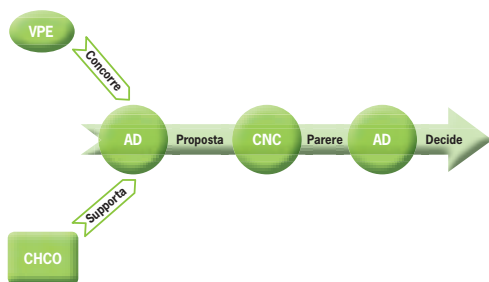 VPE
Concorre
AD Proposta CNC Parere AD Decide
Supporta
CHCO